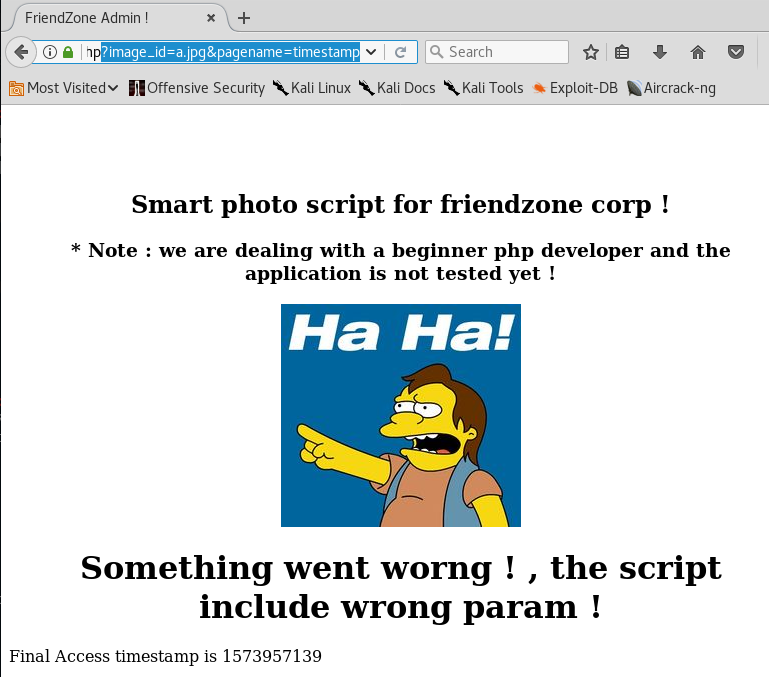 FriendZone Admin !
?image_id=a.jpg&pagename=timestamp
Search
Most Visited Offensive Security Kali Linux Kali Docs Kali Tools Exploit-DB Aircrack-ng
Smart photo script for friendzone corp !
* Note : we are dealing with a beginner php developer and the
application is not tested yet !
Ha Ha!
Something went worng ! , the script
include wrong param !
Final Access timestamp is 1573957139